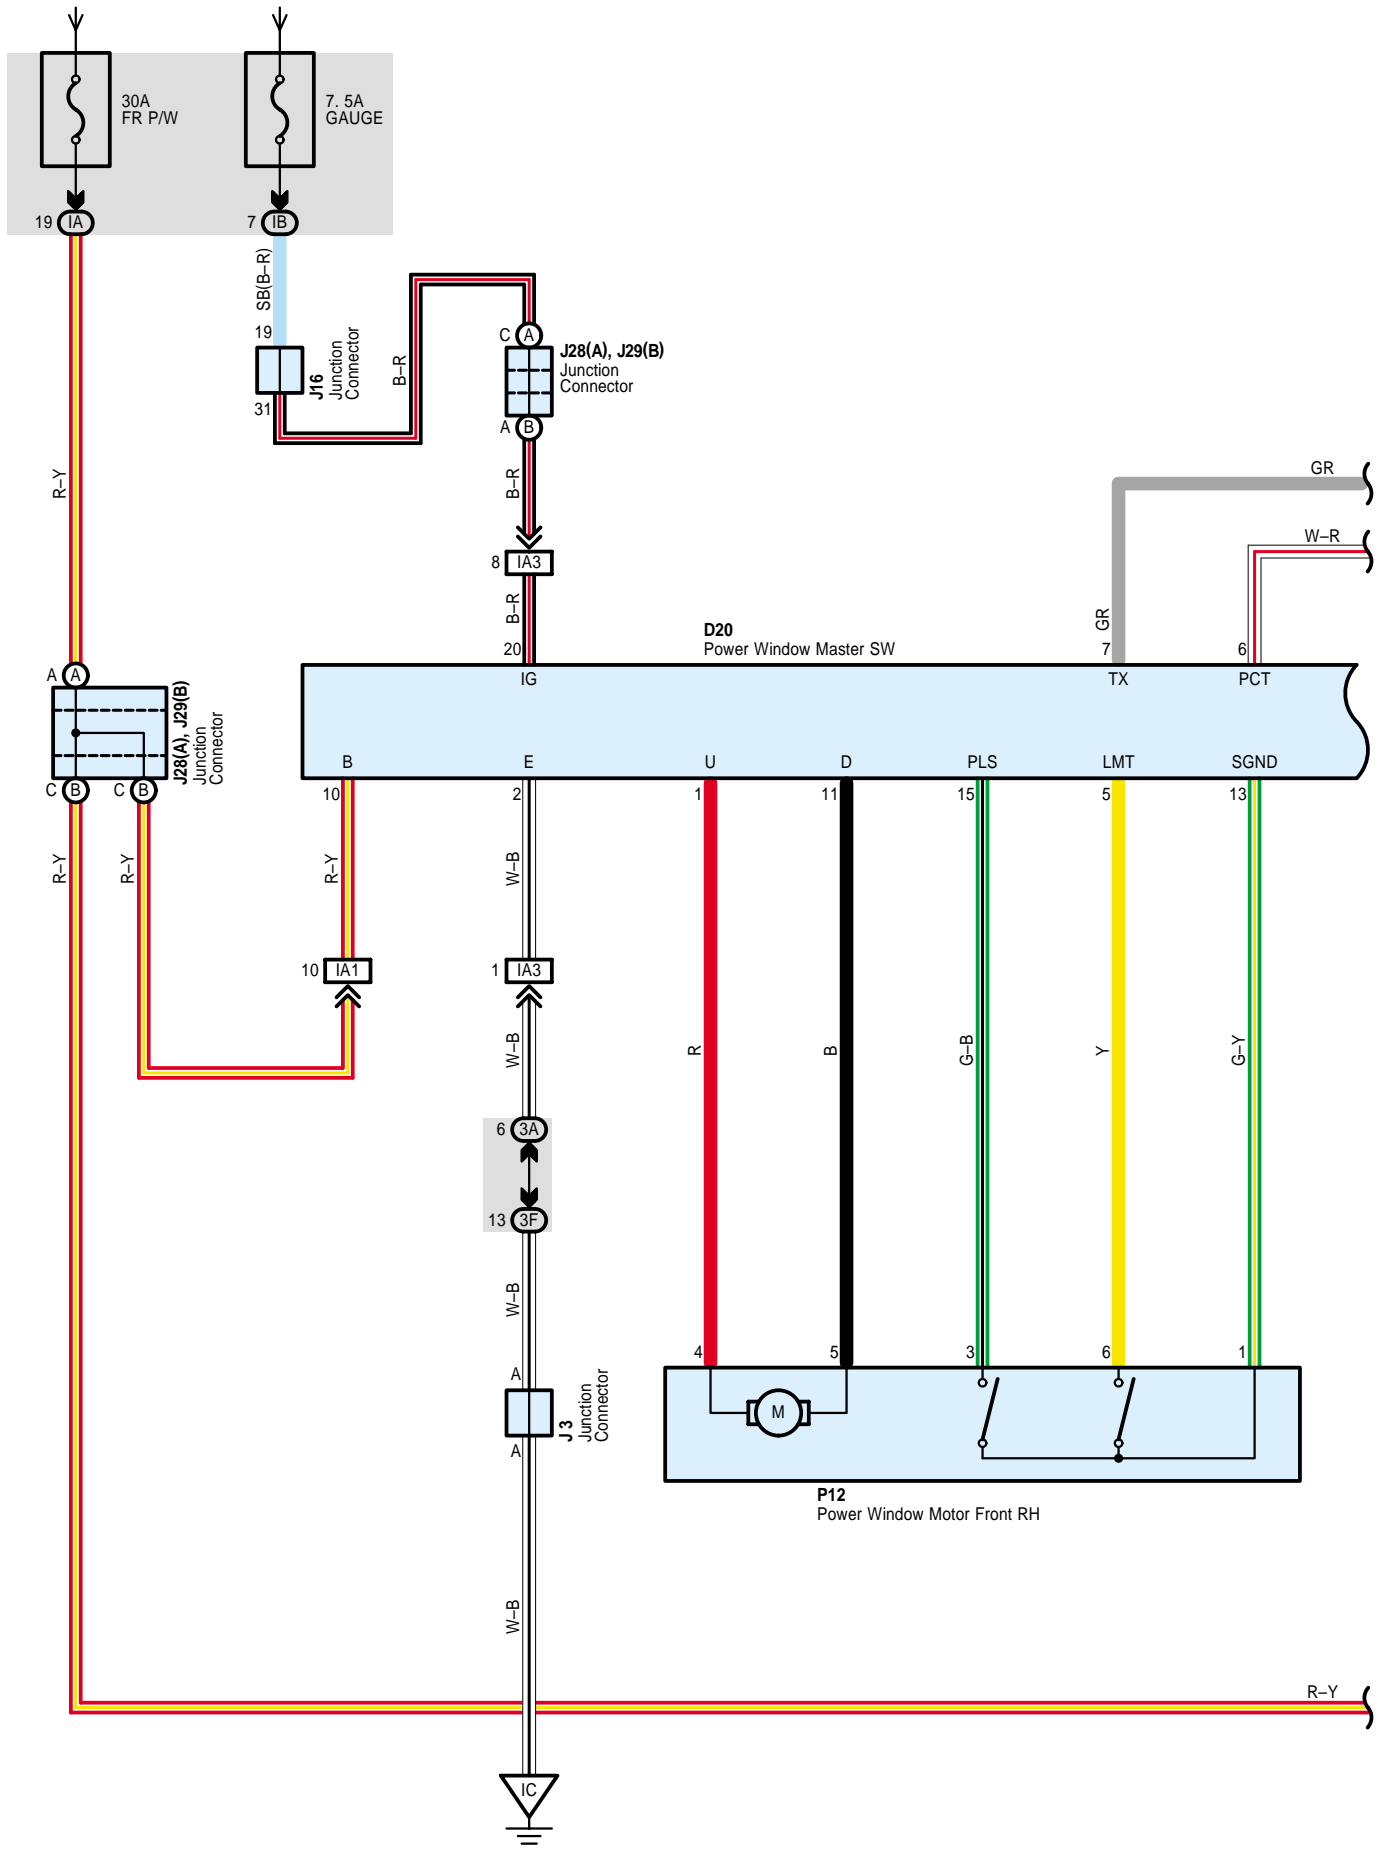 30A
FR P/W
7. 5A
GAUGE
19 IA
7 IB
SB(B–R)
19
J16
Junction
Connector
31
B–R
C A
J28(A), J29(B)
Junction
Connector
A B
R–Y
B–R
8 IA3
B–R
GR
W–R
GR
D20
Power Window Master SW
20
7
6
IG
TX
PCT
A A
J28(A), J29(B)
Junction
Connector
C B
C B
B
E
U
D
PLS
LMT
SGND
10
2
1
11
15
5
13
R–Y
R–Y
R–Y
W–B
10 IA1
1 IA3
W–B
R
B
G–B
Y
G–Y
6 3A
13 3F
W–B
A
J 3
Junction
Connector
A
4
5
3
6
1
M
P12
Power Window Motor Front RH
W–B
R–Y
IC